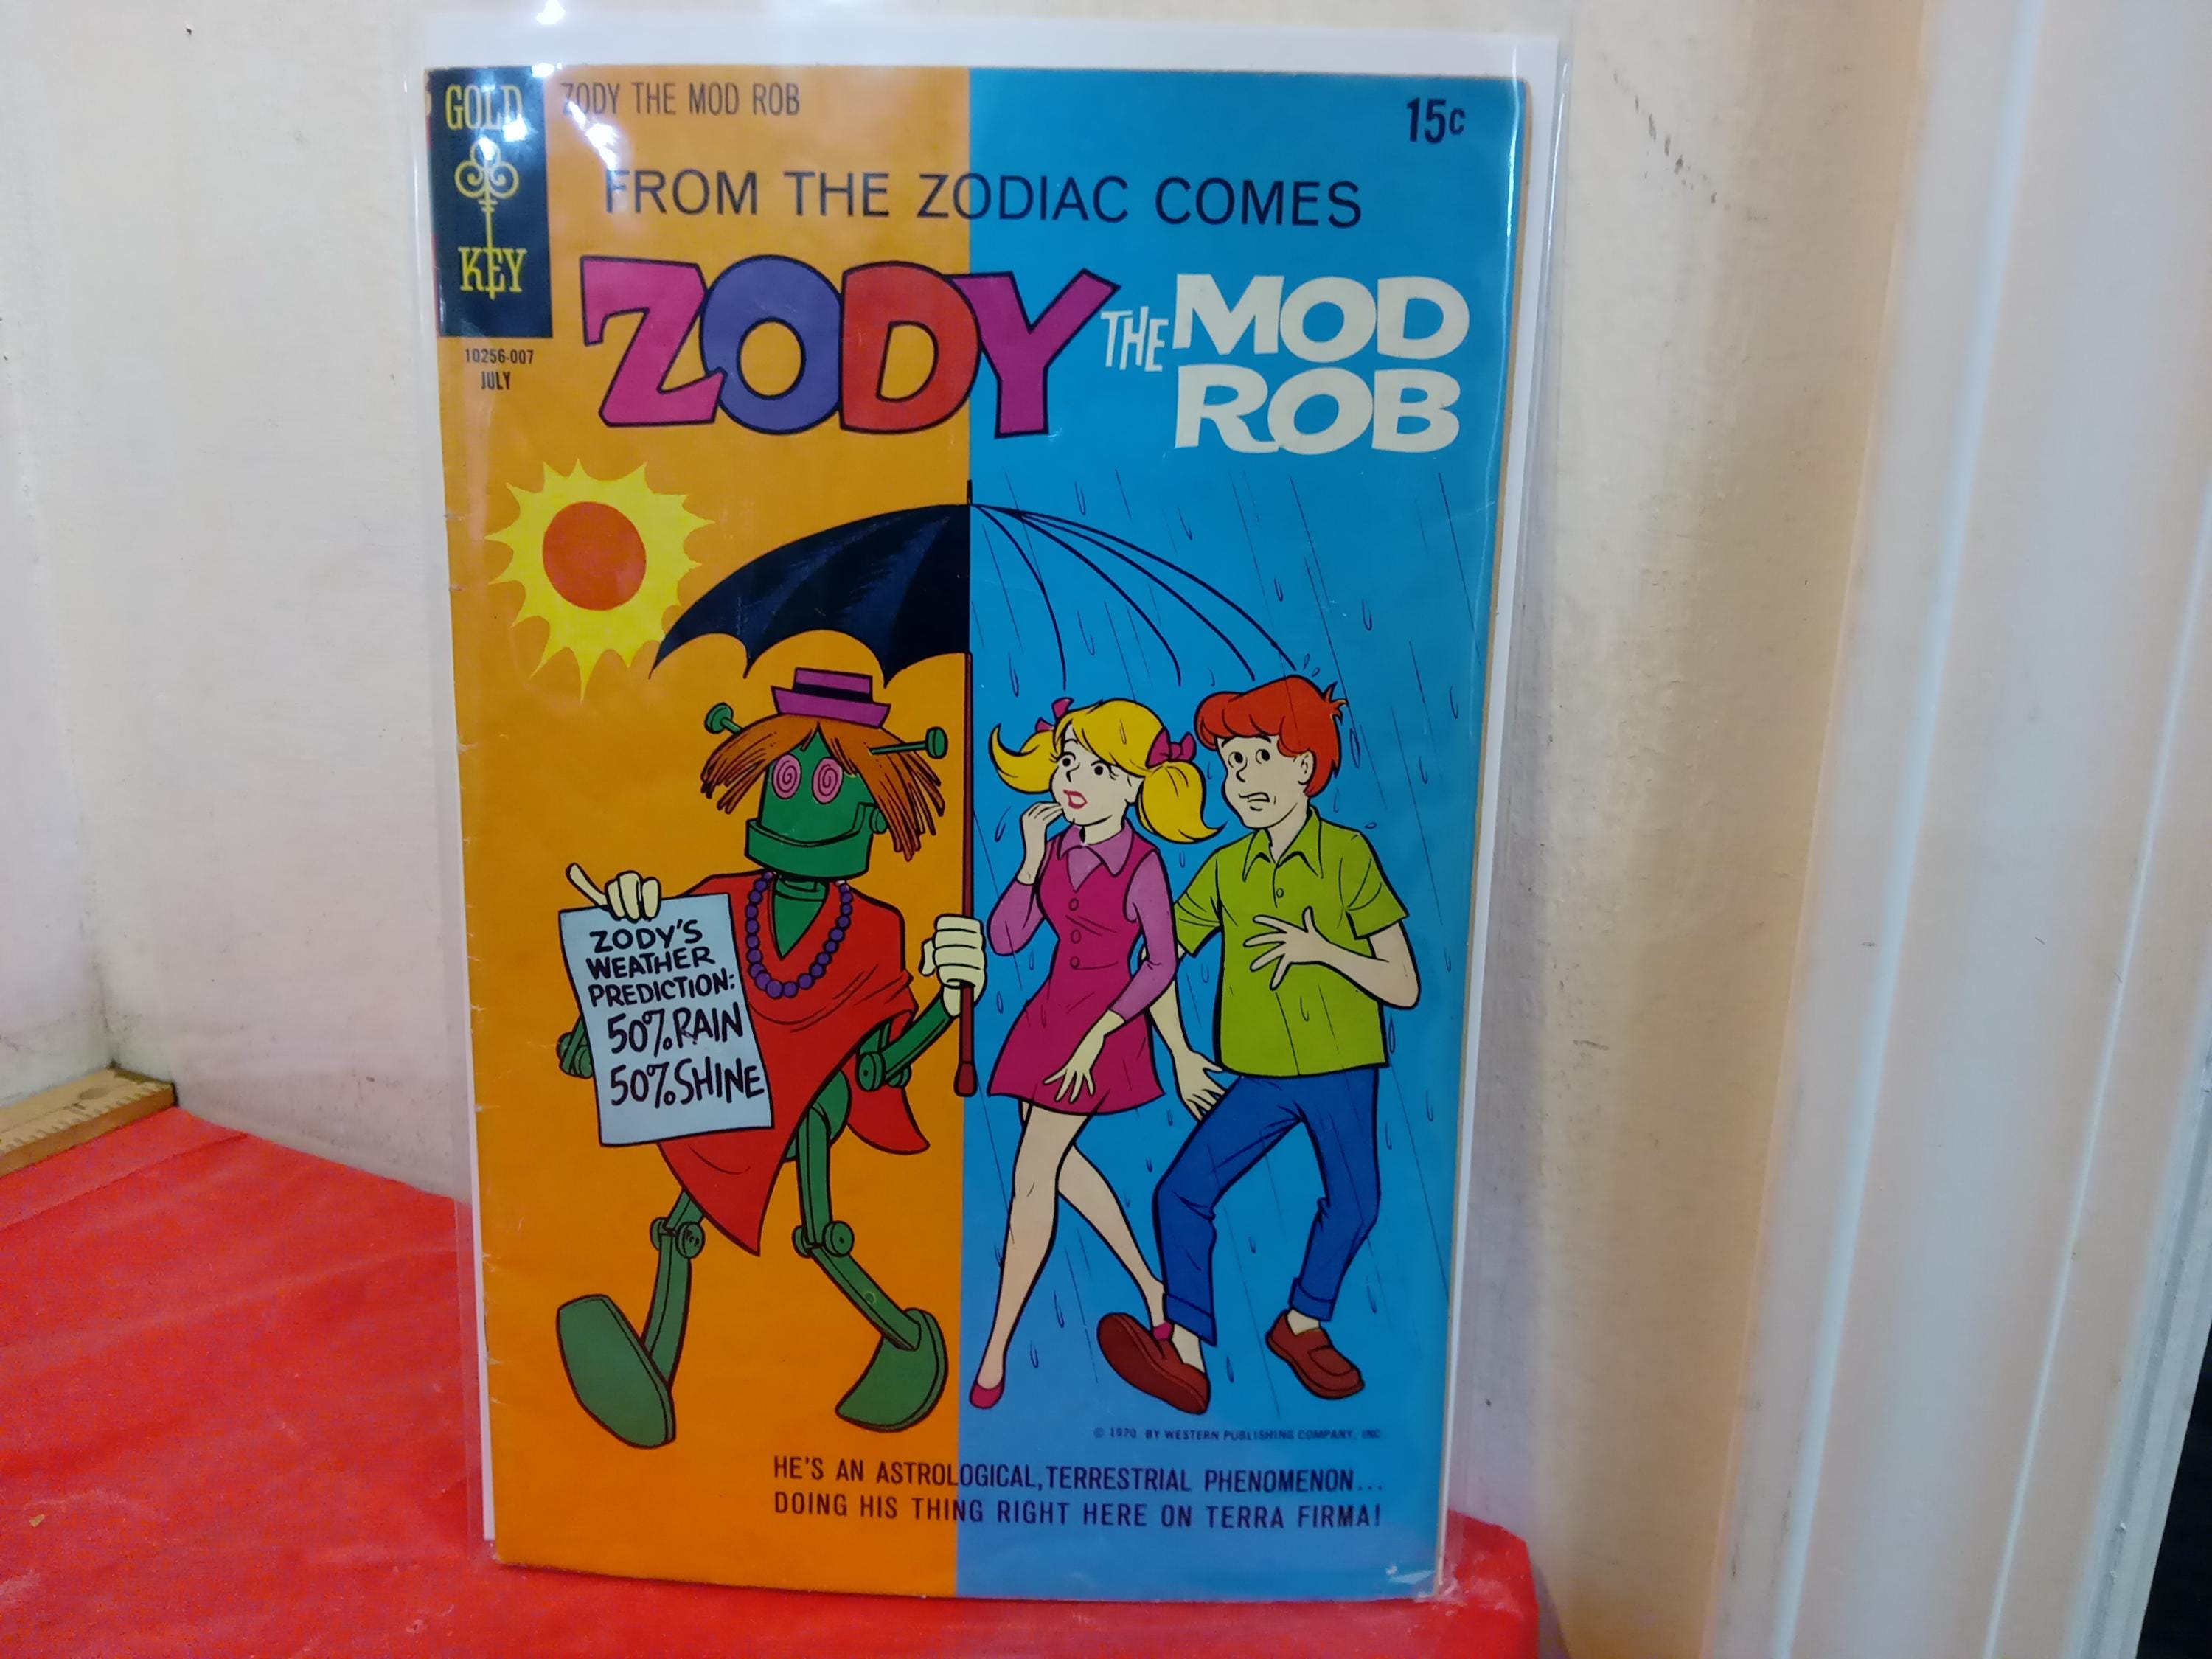 GOLD
KEY
ZODY THE MOD ROB
15¢
FROM THE ZODIAC COMES
ZODY THE MOD
ROB
10256-007
JULY
ZODY'S
WEATHER
PREDICTION:
50% RAIN
50% SHINE
© 1970 BY WESTERN PUBLISHING COMPANY, INC.
HE'S AN ASTROLOGICAL, TERRESTRIAL PHENOMENON...
DOING HIS THING RIGHT HERE ON TERRA FIRMA!